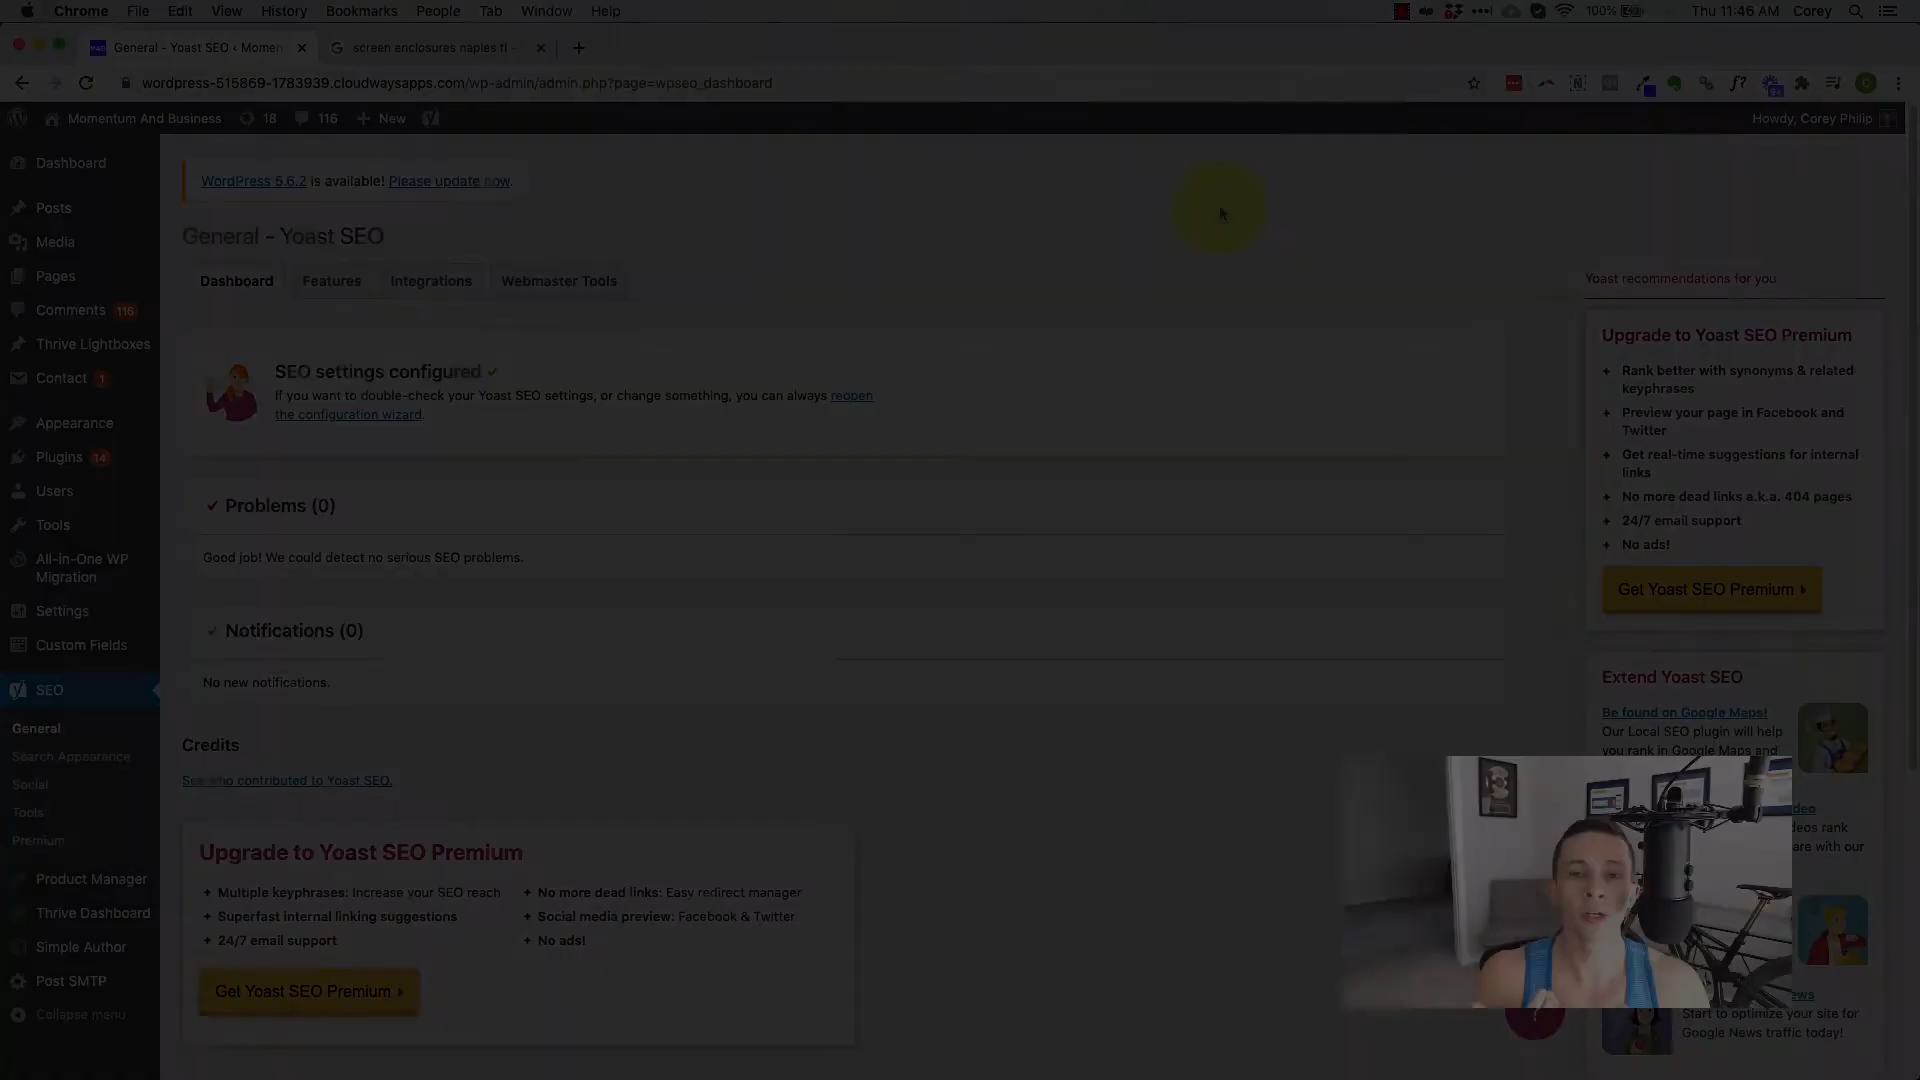 Chrome File Edit View History Bookmarks People Tab Window Help
100% Thu 11:46 AM Corey
General - Yoast SEO ‹ Momen
screen enclosures naples fl -
wordpress-515869-1783939.cloudwaysapps.com/wp-admin/admin.php?page=wpseo_dashboard
Momentum And Business 18 116 New
Howdy, Corey Philip
Dashboard
Posts
Media
Pages
Comments 116
Thrive Lightboxes
Contact 1
Appearance
Plugins 14
Users
Tools
All-in-One WP
Migration
Settings
Custom Fields
SEO
General
Search Appearance
Social
Tools
Premium
Product Manager
Thrive Dashboard
Simple Author
Post SMTP
Collapse menu
WordPress 5.6.2 is available! Please update now.
General - Yoast SEO
Dashboard Features Integrations Webmaster Tools
SEO settings configured
If you want to double-check your Yoast SEO settings, or change something, you can always reopen
the configuration wizard.
Problems (0)
Good job! We could detect no serious SEO problems.
Notifications (0)
No new notifications.
Credits
See who contributed to Yoast SEO.
Upgrade to Yoast SEO Premium
+ Multiple keyphrases: Increase your SEO reach
+ Superfast internal linking suggestions
+ 24/7 email support
+ No more dead links: Easy redirect manager
+ Social media preview: Facebook & Twitter
+ No ads!
Get Yoast SEO Premium
Yoast recommendations for you
Upgrade to Yoast SEO Premium
+ Rank better with synonyms & related
keyphrases
+ Preview your page in Facebook and
Twitter
+ Get real-time suggestions for internal
links
+ No more dead links a.k.a. 404 pages
+ 24/7 email support
+ No ads!
Get Yoast SEO Premium
Extend Yoast SEO
Be found on Google Maps!
Our Local SEO plugin will help
you rank in Google Maps and
deo
deos rank
are with our
ews
Start to optimize your site for
Google News traffic today!